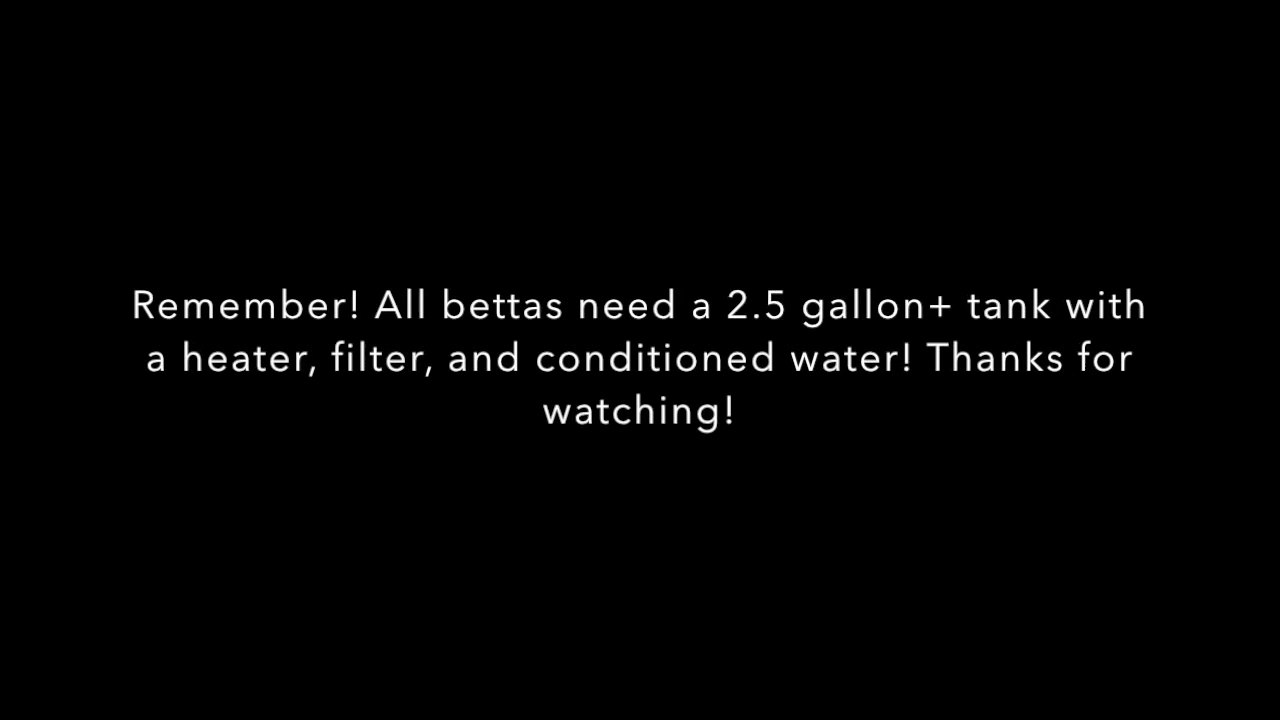 Remember! All bettas need a 2.5 gallon+ tank with
a heater, filter, and conditioned water! Thanks for
watching!